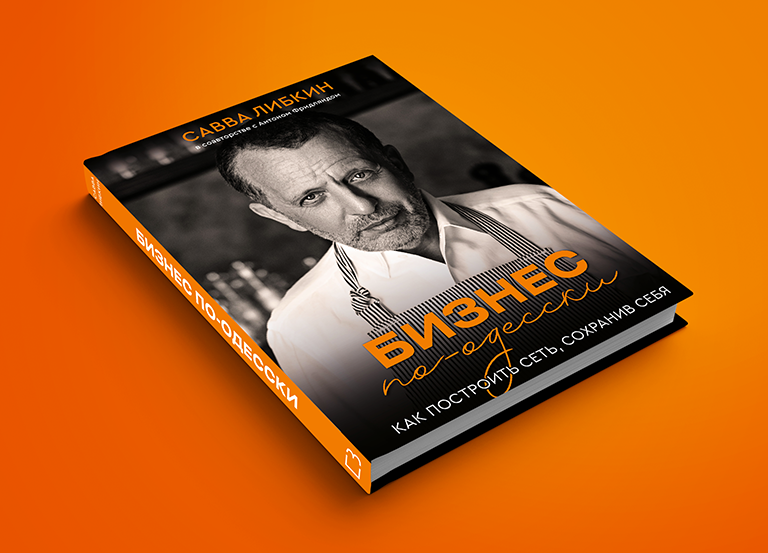 САВВА ЛИБКИН
в соавторстве с Антоном Фридляндом
БИЗНЕС
по-одесски
КАК ПОСТРОИТЬ СЕТЬ, СОХРАНИВ СЕБЯ
БИЗНЕС ПО-ОДЕССКИ